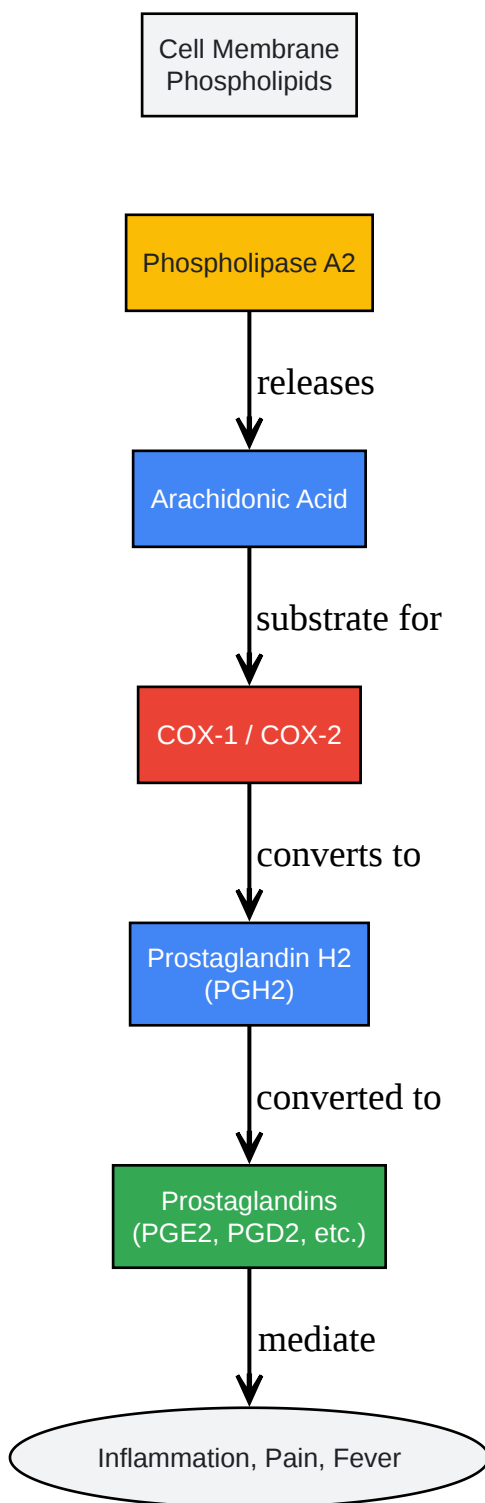 Cell Membrane
Phospholipids
Phospholipase A2
releases
Arachidonic Acid
substrate for
COX-1 / COX-2
converts to
Prostaglandin H2
(PGH2)
converted to
Prostaglandins
(PGE2, PGD2, etc.)
mediate
Inflammation, Pain, Fever